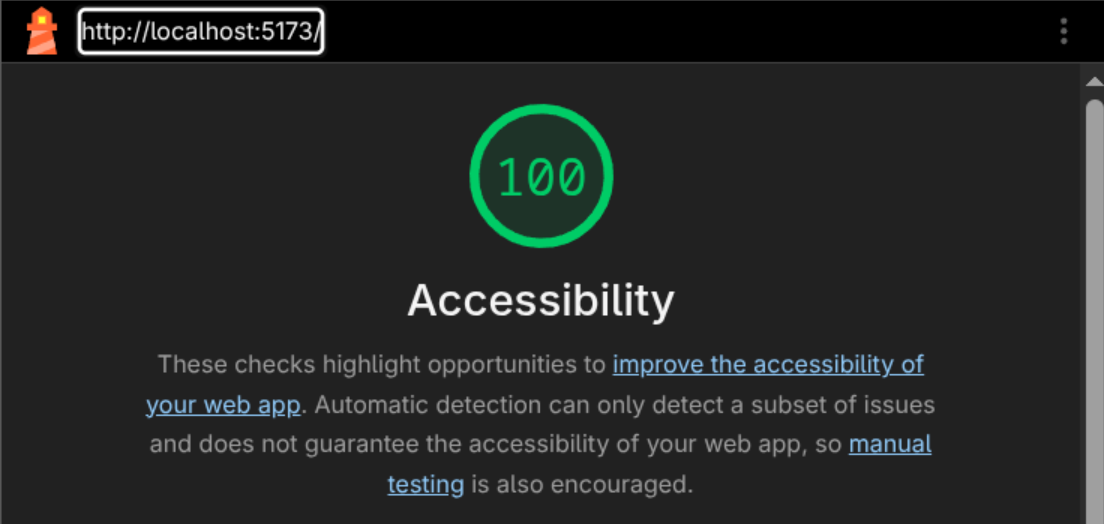 http://localhost:5173/
100
Accessibility
These checks highlight opportunities to improve the accessibility of
your web app. Automatic detection can only detect a subset of issues
and does not guarantee the accessibility of your web app, so manual
testing is also encouraged.